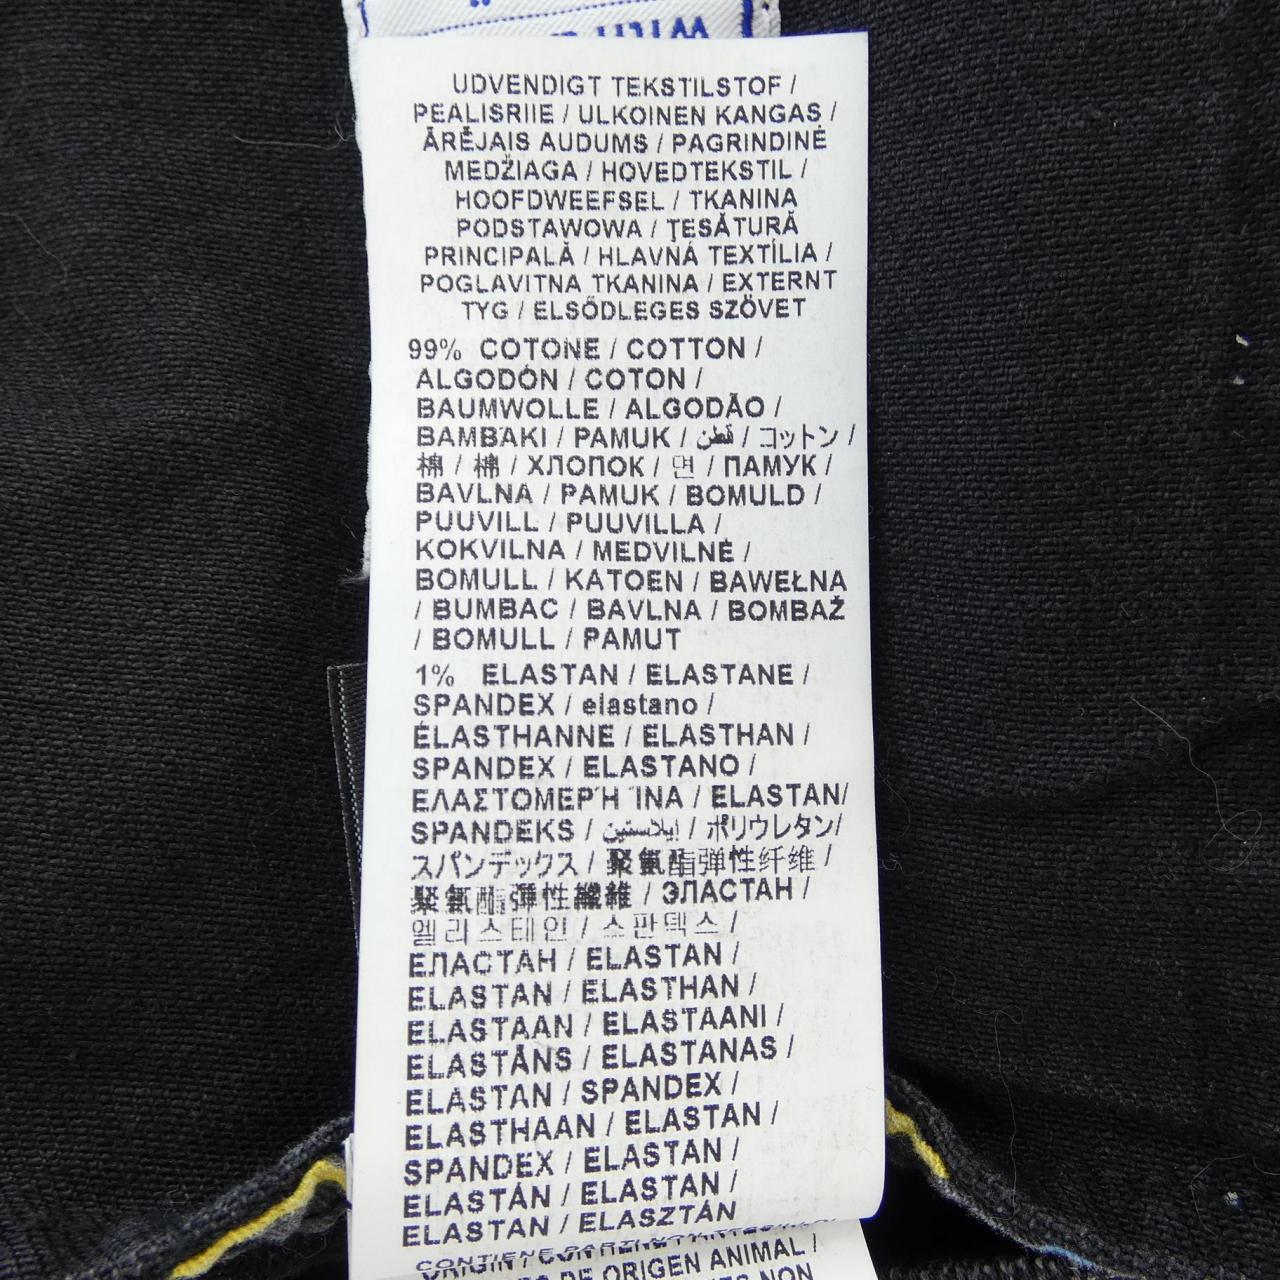 UDVENDIGT TEKSTILSTOF /
PEALISRIIE / ULKOINEN KANGAS /
ĀRĒJAIS AUDUMS / PAGRINDINĖ
MEDŽIAGA / HOVEDTEKSTIL /
HOOFDWEEFSEL / TKANINA
PODSTAWOWA / ŢESĂTURĂ
PRINCIPALĂ / HLAVNÁ TEXTÍLIA /
POGLAVITNA TKANINA / EXTERNT
TYG / ELSŐDLEGES SZÖVET
99% COTONE / COTTON /
ALGODÓN / COTON /
BAUMWOLLE / ALGODÃO /
BAMBAKI / PAMUK / قطن / コットン /
棉 / 棉 / ХЛОПОК / 면 / ПАМУК /
BAVLNA / PAMUK / BOMULD /
PUUVILL / PUUVILLA /
KOKVILNA / MEDVILNĖ /
BOMULL / KATOEN / BAWEŁNA
/ BUMBAC / BAVLNA / BOMBAŽ
/ BOMULL / PAMUT
1% ELASTAN / ELASTANE /
SPANDEX / elastano /
ÉLASTHANNE / ELASTHAN /
SPANDEX / ELASTANO /
ΕΛΑΣΤΟΜΕΡΉ ΊΝΑ / ELASTAN/
SPANDEKS / إيلاستين / ポリウレタン/
スパンデックス / 聚氨酯弹性纤维 /
聚氨酯彈性纖維 / ЭЛАСТАН /
엘리스테인 / 스판덱스 /
ЕЛАСТАН / ELASTAN /
ELASTAN / ELASTHAN /
ELASTAAN / ELASTAANI /
ELASTĀNS / ELASTANAS /
ELASTAN / SPANDEX /
ELASTHAAN / ELASTAN /
SPANDEX / ELASTAN /
ELASTÁN / ELASTAN /
ELASTAN / ELASZTÁN
DE ORIGEN ANIMAL /
NON